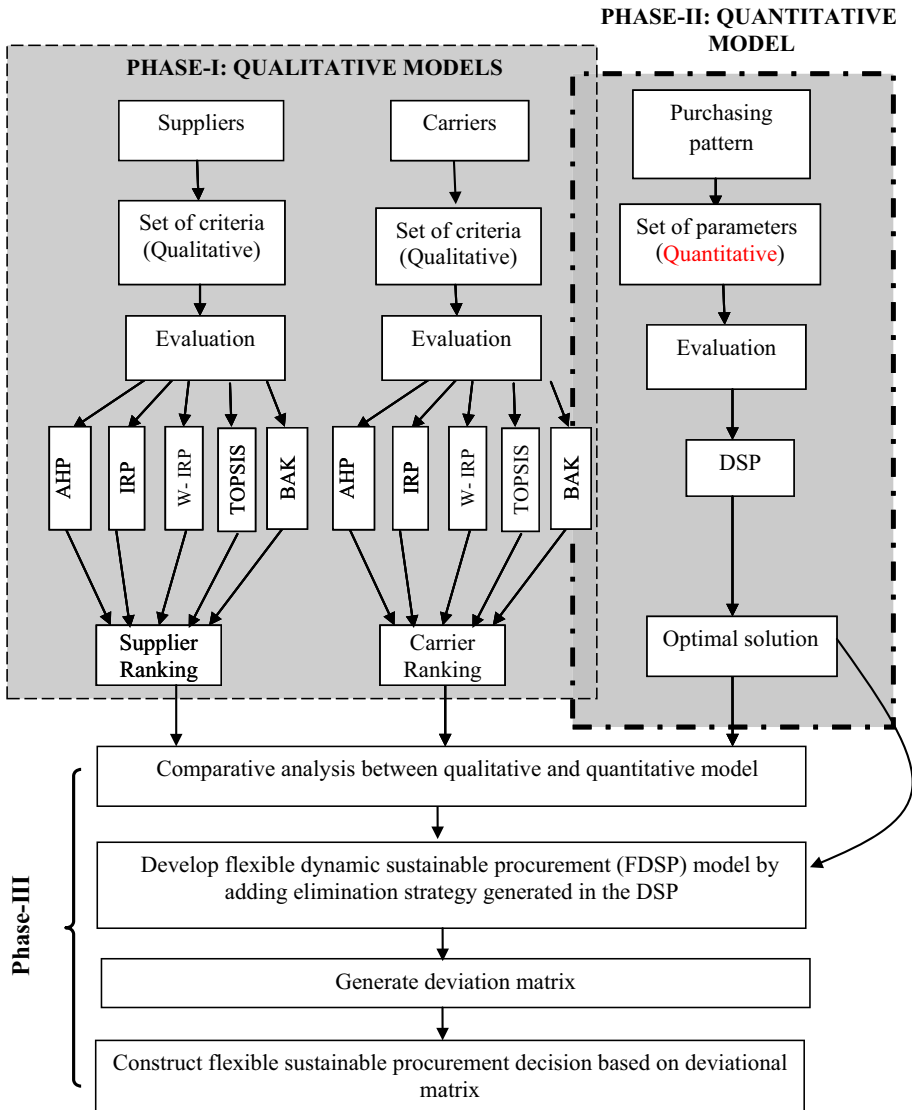 PHASE-II: QUANTITATIVE
MODEL
PHASE-I: QUALITATIVE MODELS
Suppliers
Set of criteria
(Qualitative)
Evaluation
AHP
IRP
W- IRP
TOPSIS
BAK
Supplier
Ranking
Carriers
Set of criteria
(Qualitative)
Evaluation
AHP
IRP
W- IRP
TOPSIS
BAK
Carrier
Ranking
Purchasing
pattern
Set of parameters
(Quantitative)
Evaluation
DSP
Optimal solution
Phase-III
Comparative analysis between qualitative and quantitative model
Develop flexible dynamic sustainable procurement (FDSP) model by
adding elimination strategy generated in the DSP
Generate deviation matrix
Construct flexible sustainable procurement decision based on deviational
matrix